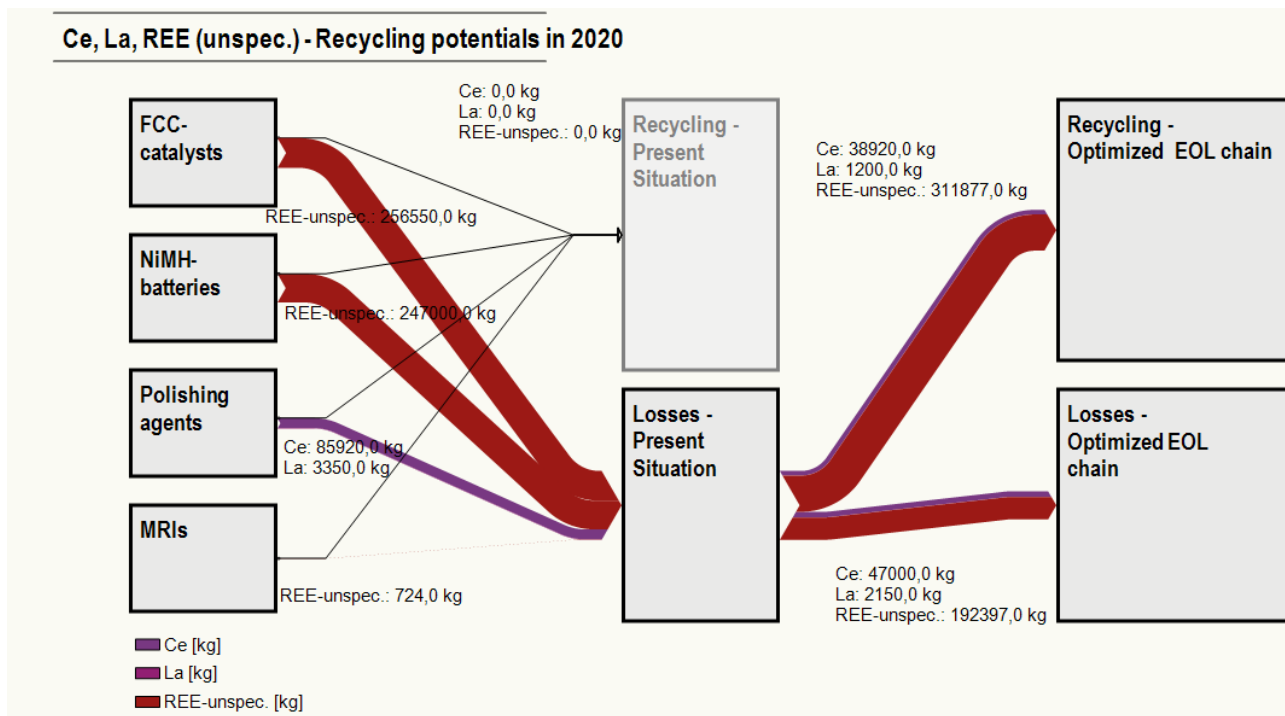 Ce, La, REE (unspec.) - Recycling potentials in 2020
Ce: 0,0 kg
La: 0,0 kg
REE-unspec.: 0,0 kg
FCC-
catalysts
Recycling -
Present
Situation
Recycling -
Optimized EOL chain
Ce: 38920,0 kg
La: 1200,0 kg
REE-unspec.: 311877,0 kg
REE-unspec.: 256550,0 kg
NiMH-
batteries
REE-unspec.: 247000,0 kg
Polishing
agents
Ce: 85920,0 kg
La: 3350,0 kg
Losses -
Present
Situation
Losses -
Optimized EOL
chain
MRIs
REE-unspec.: 724,0 kg
Ce: 47000,0 kg
La: 2150,0 kg
REE-unspec.: 192397,0 kg
Ce [kg]
La [kg]
REE-unspec. [kg]